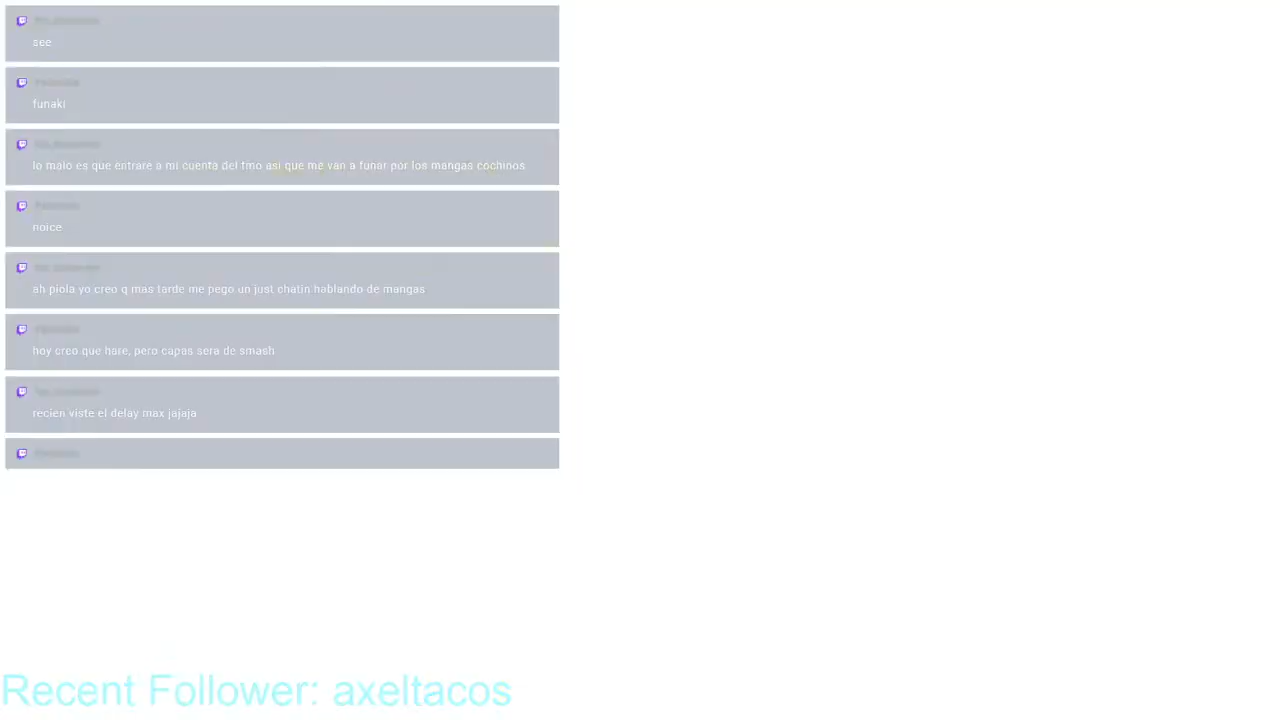 see
funaki
lo malo es que entrare a mi cuenta del tmo asi que me van a funar por los mangas cochinos
noice
ah piola yo creo q mas tarde me pego un just chatin hablando de mangas
hoy creo que hare, pero capas sera de smash
recien viste el delay max jajaja
Recent Follower: axeltacos